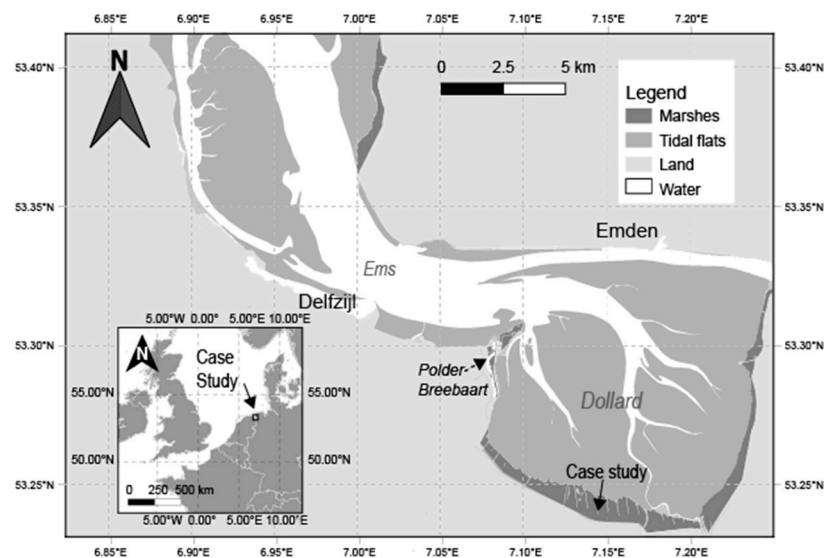 6.85°E 6.90°E 6.95°E 7.00°E 7.05°E 7.10°E 7.15°E 7.20°E
53.40°N
53.40°N
N
0 2.5 5 km
Legend
Marshes
Tidal flats
Land
Water
53.35°N
53.35°N
Emden
Ems
Delfzijl
53.30°N
53.30°N
5.00°W 0.00°E 5.00°E 10.00°E
N
Case
Study
55.00°N
55.00°N
50.00°N
50.00°N
0 250 500 km
5.00°W 0.00°E 5.00°E 10.00°E
Polder-
Breebaart
Dollard
Case study
53.25°N
53.25°N
6.85°E 6.90°E 6.95°E 7.00°E 7.05°E 7.10°E 7.15°E 7.20°E